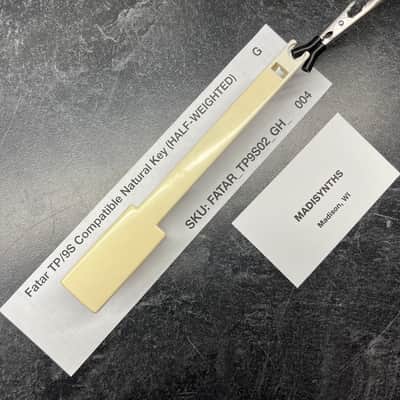 Fatar TP/9S Compatible Natural Key (HALF-WEIGHTED) G
SKU: FATAR_TP9S02_GH_ 004
MADISYNTHS
Madison, WI